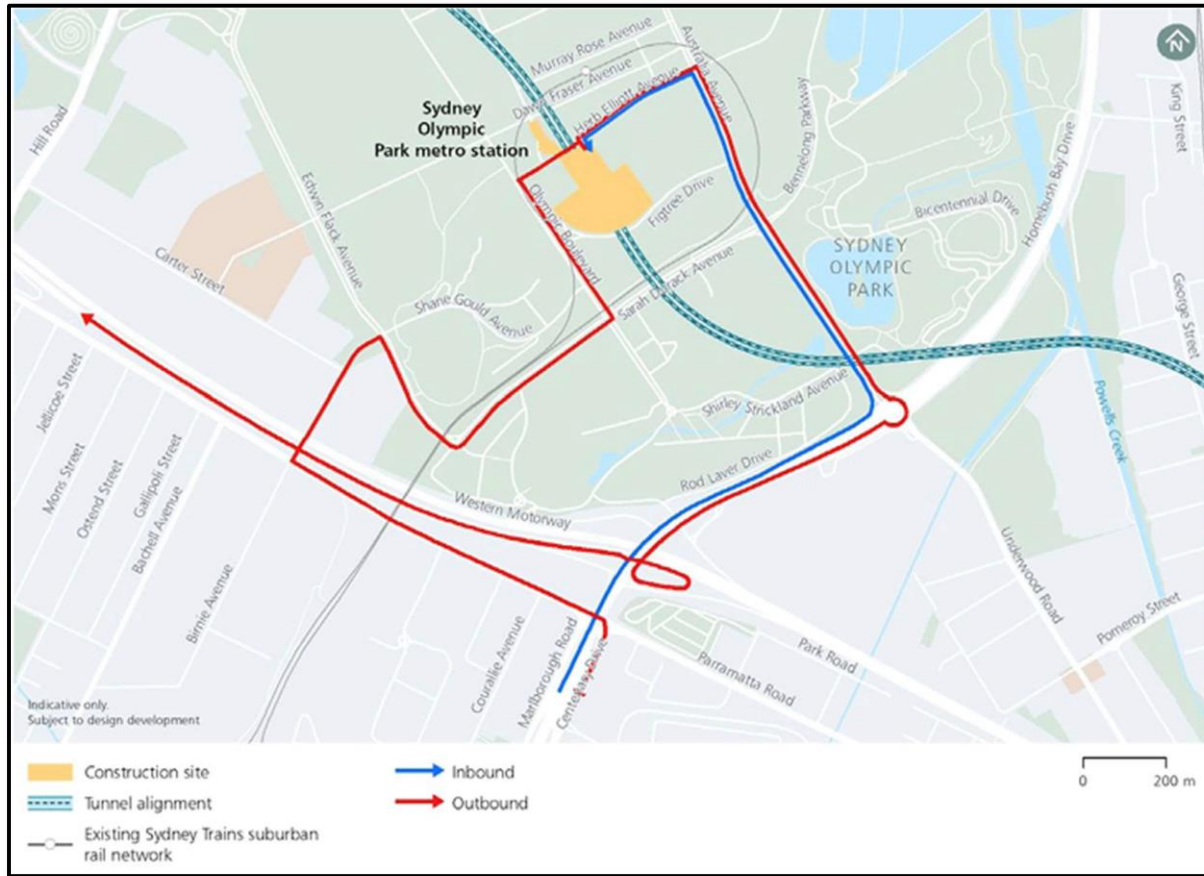 N
Murray Rose Avenue
Dawn Fraser Avenue
Herb Elliott Avenue
Australia Avenue
Hill Road
Sydney
Olympic
Park metro station
Bennelong Parkway
Homebush Bay Drive
King Street
Edwin Flack Avenue
Olympic Boulevard
Figtree Drive
Bicentennial Drive
SYDNEY
OLYMPIC
PARK
Carter Street
Shane Gould Avenue
Sarah Durack Avenue
George Street
Jellicoe Street
Mons Street
Ostend Street
Gallipoli Street
Bachell Avenue
Birnie Avenue
Shirley Strickland Avenue
Powells Creek
Rod Laver Drive
Western Motorway
Underwood Road
Pomeroy Street
Courallie Avenue
Marlborough Road
Centenary Drive
Park Road
Parramatta Road
Indicative only.
Subject to design development
Construction site
Inbound
0 200 m
Tunnel alignment
Outbound
Existing Sydney Trains suburban
rail network